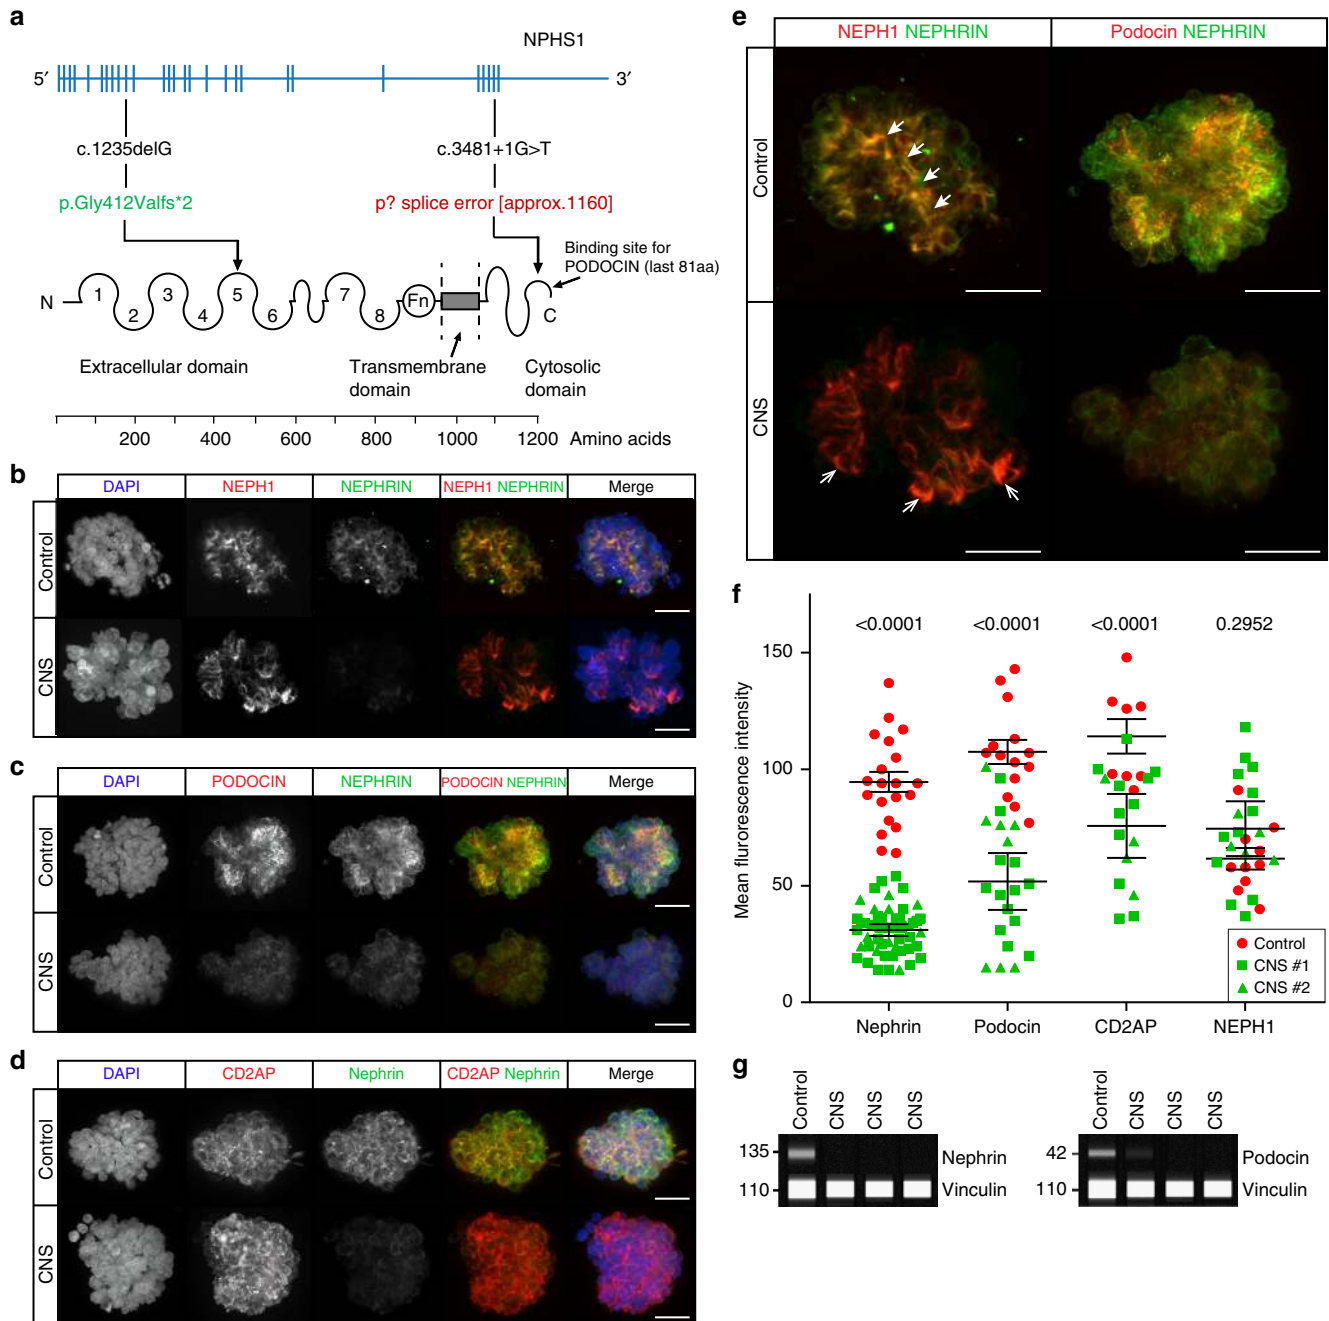 a
NPHS1
5′ 3′
c.1235delG c.3481+1G>T
p.Gly412Valfs*2 p? splice error [approx.1160]
Binding site for
PODOCIN (last 81aa)
N 1 2 3 4 5 6 7 8 Fn C
Extracellular domain Transmembrane domain Cytosolic domain
200 400 600 800 1000 1200 Amino acids
b
DAPI NEPH1 NEPHRIN NEPH1 NEPHRIN Merge
Control
CNS
c
DAPI PODOCIN NEPHRIN PODOCIN NEPHRIN Merge
Control
CNS
d
DAPI CD2AP Nephrin CD2AP Nephrin Merge
Control
CNS
e
NEPH1 NEPHRIN Podocin NEPHRIN
Control
CNS
f
<0.0001 <0.0001 <0.0001 0.2952
Mean flurorescence intensity
150
100
50
0
Control
CNS #1
CNS #2
Nephrin Podocin CD2AP NEPH1
g
Control CNS CNS CNS
135 Nephrin
110 Vinculin
Control CNS CNS CNS
42 Podocin
110 Vinculin